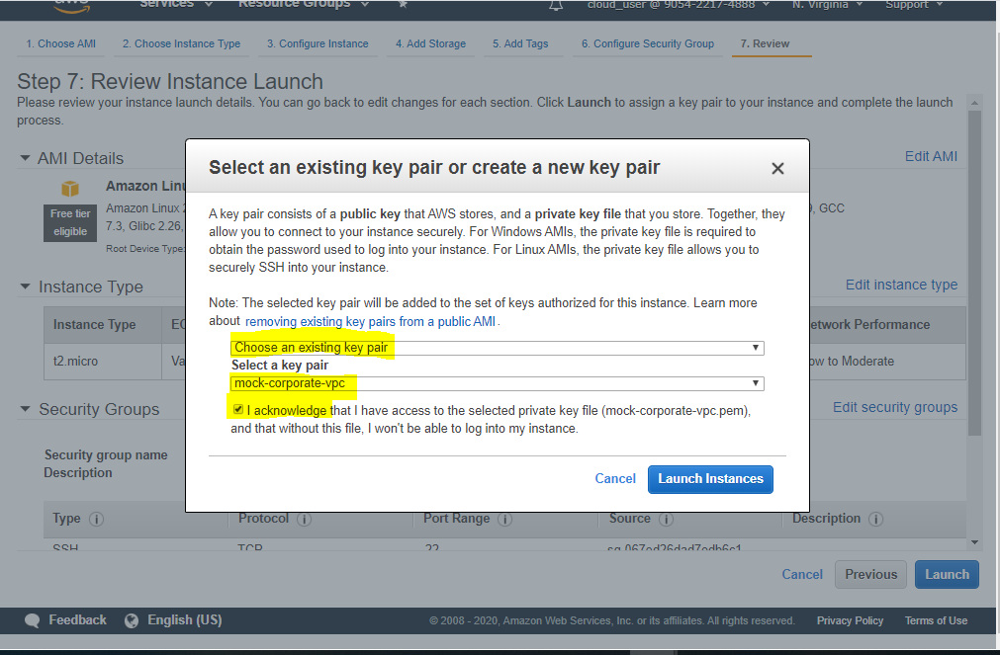 aws Services Resource Groups cloud_user @ 9054-2217-4888 N. Virginia Support
1. Choose AMI 2. Choose Instance Type 3. Configure Instance 4. Add Storage 5. Add Tags 6. Configure Security Group 7. Review
Step 7: Review Instance Launch
Please review your instance launch details. You can go back to edit changes for each section. Click Launch to assign a key pair to your instance and complete the launch
process.
AMI Details Edit AMI
Free tier
eligible
Amazon Linu
Amazon Linux 2 , GCC
7.3, Glibc 2.26,
Root Device Type:
Select an existing key pair or create a new key pair
A key pair consists of a public key that AWS stores, and a private key file that you store. Together, they
allow you to connect to your instance securely. For Windows AMIs, the private key file is required to
obtain the password used to log into your instance. For Linux AMIs, the private key file allows you to
securely SSH into your instance.
Note: The selected key pair will be added to the set of keys authorized for this instance. Learn more
about removing existing key pairs from a public AMI .
Choose an existing key pair
Select a key pair
mock-corporate-vpc
I acknowledge that I have access to the selected private key file (mock-corporate-vpc.pem),
and that without this file, I won't be able to log into my instance.
Cancel Launch Instances
Instance Type Edit instance type
Instance Type EC etwork Performance
t2.micro Va ow to Moderate
Security Groups Edit security groups
Security group name
Description
Type Protocol Port Range Source Description
SSH TCP 22
Cancel Previous Launch
Feedback English (US) © 2008 - 2020, Amazon Web Services, Inc. or its affiliates. All rights reserved. Privacy Policy Terms of Use